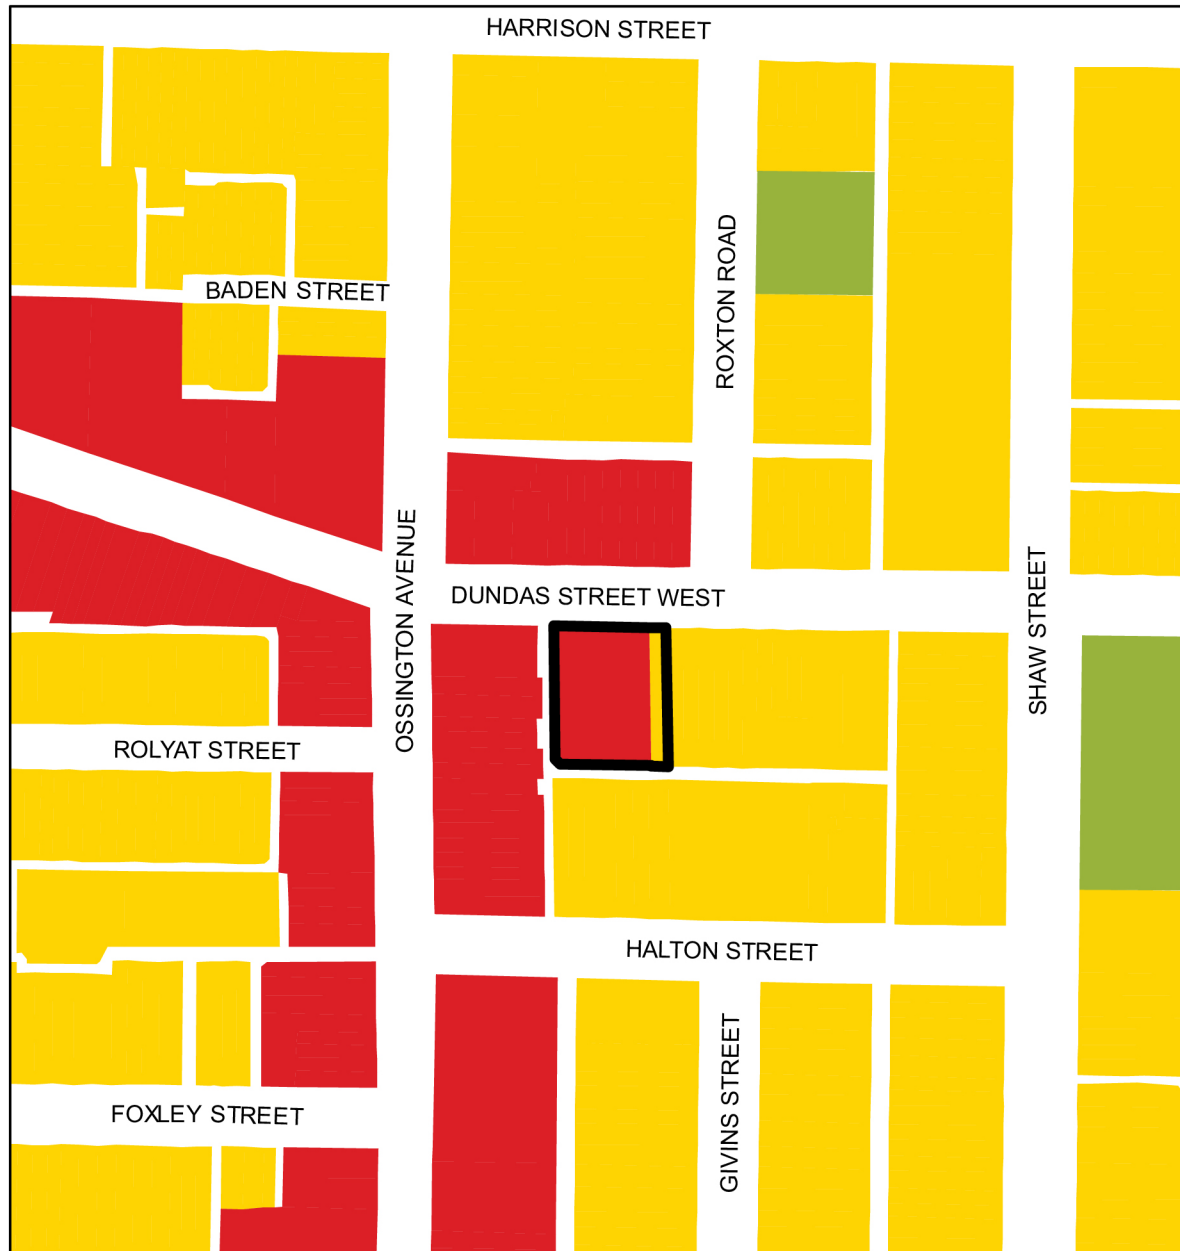 HARRISON STREET
ROXTON ROAD
BADEN STREET
OSSINGTON AVENUE
DUNDAS STREET WEST
SHAW STREET
ROLYAT STREET
HALTON STREET
GIVINS STREET
FOXLEY STREET